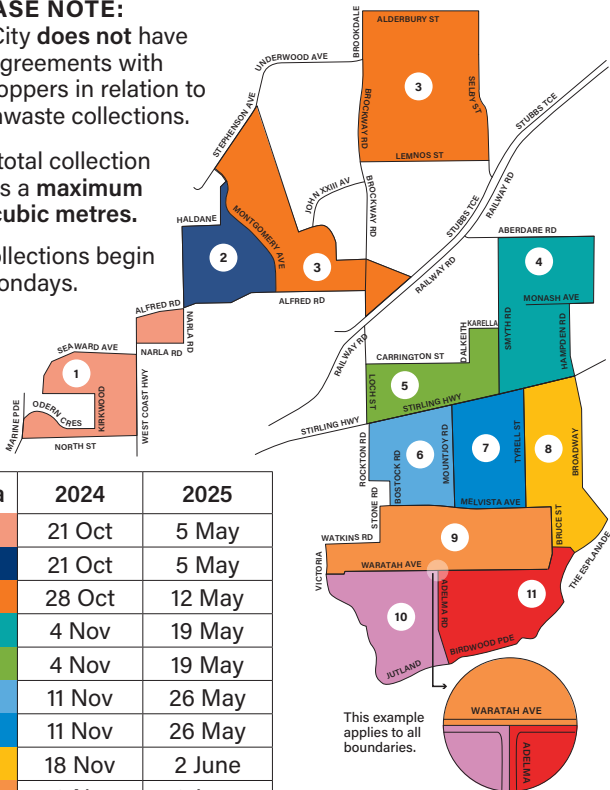 ASE NOTE:
City does not have
greements with
oppers in relation to
nwaste collections.
total collection
s a maximum
cubic metres.
ollections begin
ondays.
ALDERBURY ST
BROOKDALE
UNDERWOOD AVE
3
BROCKWAY RD
SELBY ST
STEPHENSON AVE
STUBBS TCE
LEMNOS ST
JOHN XXIII AV
BROCKWAY RD
RAILWAY RD
STUBBS TCE
HALDANE
MONTGOMERY AVE
ABERDARE RD
2
3
4
RAILWAY RD
ALFRED RD
MONASH AVE
ALFRED RD
NARLA RD
KARELLA
DALKEITH
SMYTH RD
HAMPDEN RD
SEAWARD AVE
NARLA RD
RAILWAY RD
CARRINGTON ST
1
5
LOCH ST
STIRLING HWY
KIRKWOOD
WEST COAST HWY
ODERN CRES
MARINE PDE
NORTH ST
STIRLING HWY
ROCKTON RD
BOSTOCK RD
6
MOUNTJOY RD
7
TYRELL ST
8
BROADWAY
STONE RD
MELVISTA AVE
BRUCE ST
WATKINS RD
9
THE ESPLANADE
VICTORIA
WARATAH AVE
10
ADELMA RD
11
BIRDWOOD PDE
JUTLAND
This example
applies to all
boundaries.
WARATAH AVE
ADELMA
a 2024 2025
21 Oct 5 May
21 Oct 5 May
28 Oct 12 May
4 Nov 19 May
4 Nov 19 May
11 Nov 26 May
11 Nov 26 May
18 Nov 2 June